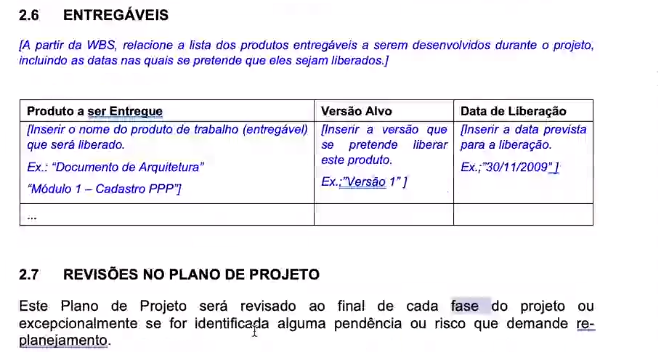 2.6 ENTREGÁVEIS
[A partir da WBS, relacione a lista dos produtos entregáveis a serem desenvolvidos durante o projeto,
incluindo as datas nas quais se pretende que eles sejam liberados.]
Produto a ser Entregue
[Inserir o nome do produto de trabalho (entregável)
que será liberado.
Ex.: "Documento de Arquitetura"
"Módulo 1 – Cadastro PPP"]
...
Versão Alvo
[Inserir a versão que
se pretende liberar
este produto.
Ex.:"Versão 1" ]
Data de Liberação
[Inserir a data prevista
para a liberação.
Ex.;"30/11/2009" ]
2.7 REVISÕES NO PLANO DE PROJETO
Este Plano de Projeto será revisado ao final de cada fase do projeto ou
excepcionalmente se for identificada alguma pendência ou risco que demande re-
planejamento.